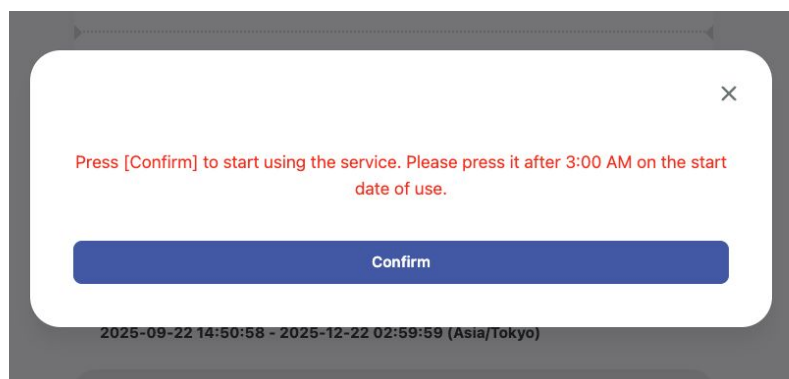 Press [Confirm] to start using the service. Please press it after 3:00 AM on the start
date of use.
Confirm
2025-09-22 14:50:58 - 2025-12-22 02:59:59 (Asia/Tokyo)